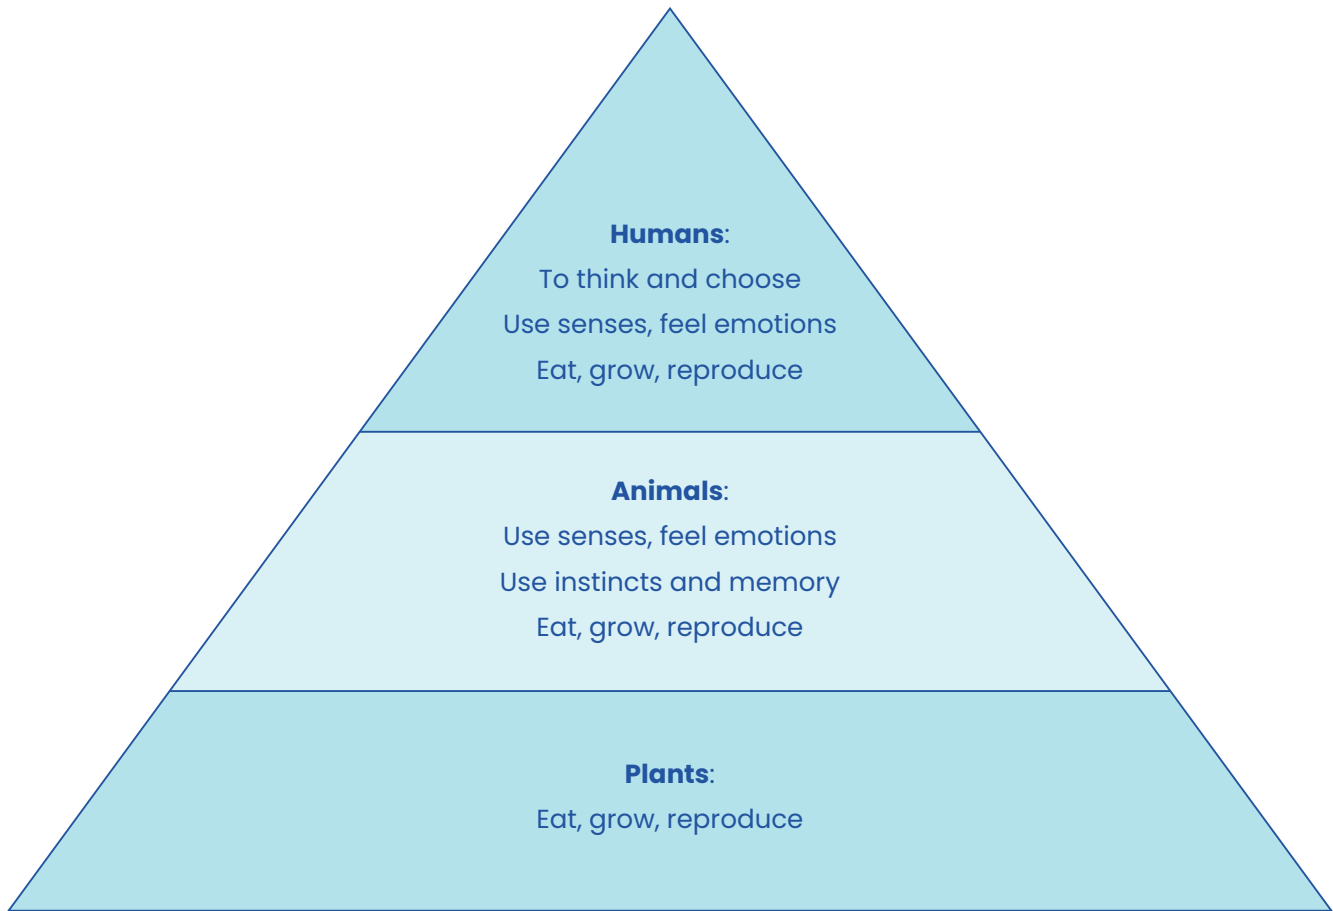 Humans:
To think and choose
Use senses, feel emotions
Eat, grow, reproduce
Animals:
Use senses, feel emotions
Use instincts and memory
Eat, grow, reproduce
Plants:
Eat, grow, reproduce